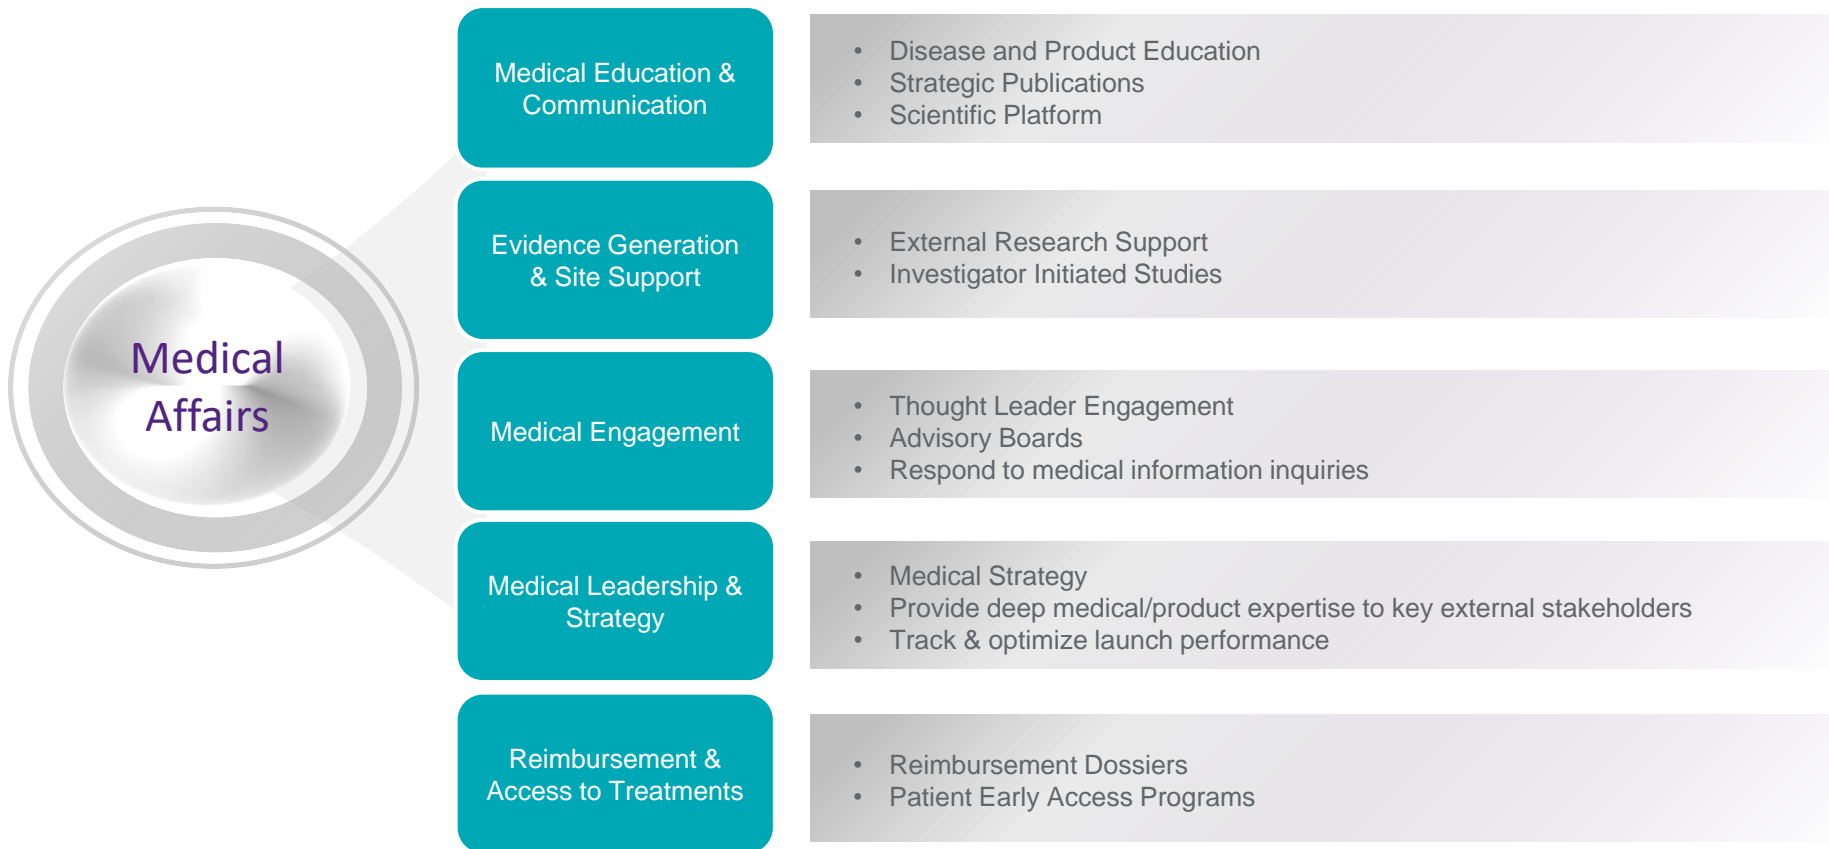 Medical
Affairs
Medical Education &
Communication
• Disease and Product Education
• Strategic Publications
• Scientific Platform
Evidence Generation
& Site Support
• External Research Support
• Investigator Initiated Studies
Medical Engagement
• Thought Leader Engagement
• Advisory Boards
• Respond to medical information inquiries
Medical Leadership &
Strategy
• Medical Strategy
• Provide deep medical/product expertise to key external stakeholders
• Track & optimize launch performance
Reimbursement &
Access to Treatments
• Reimbursement Dossiers
• Patient Early Access Programs